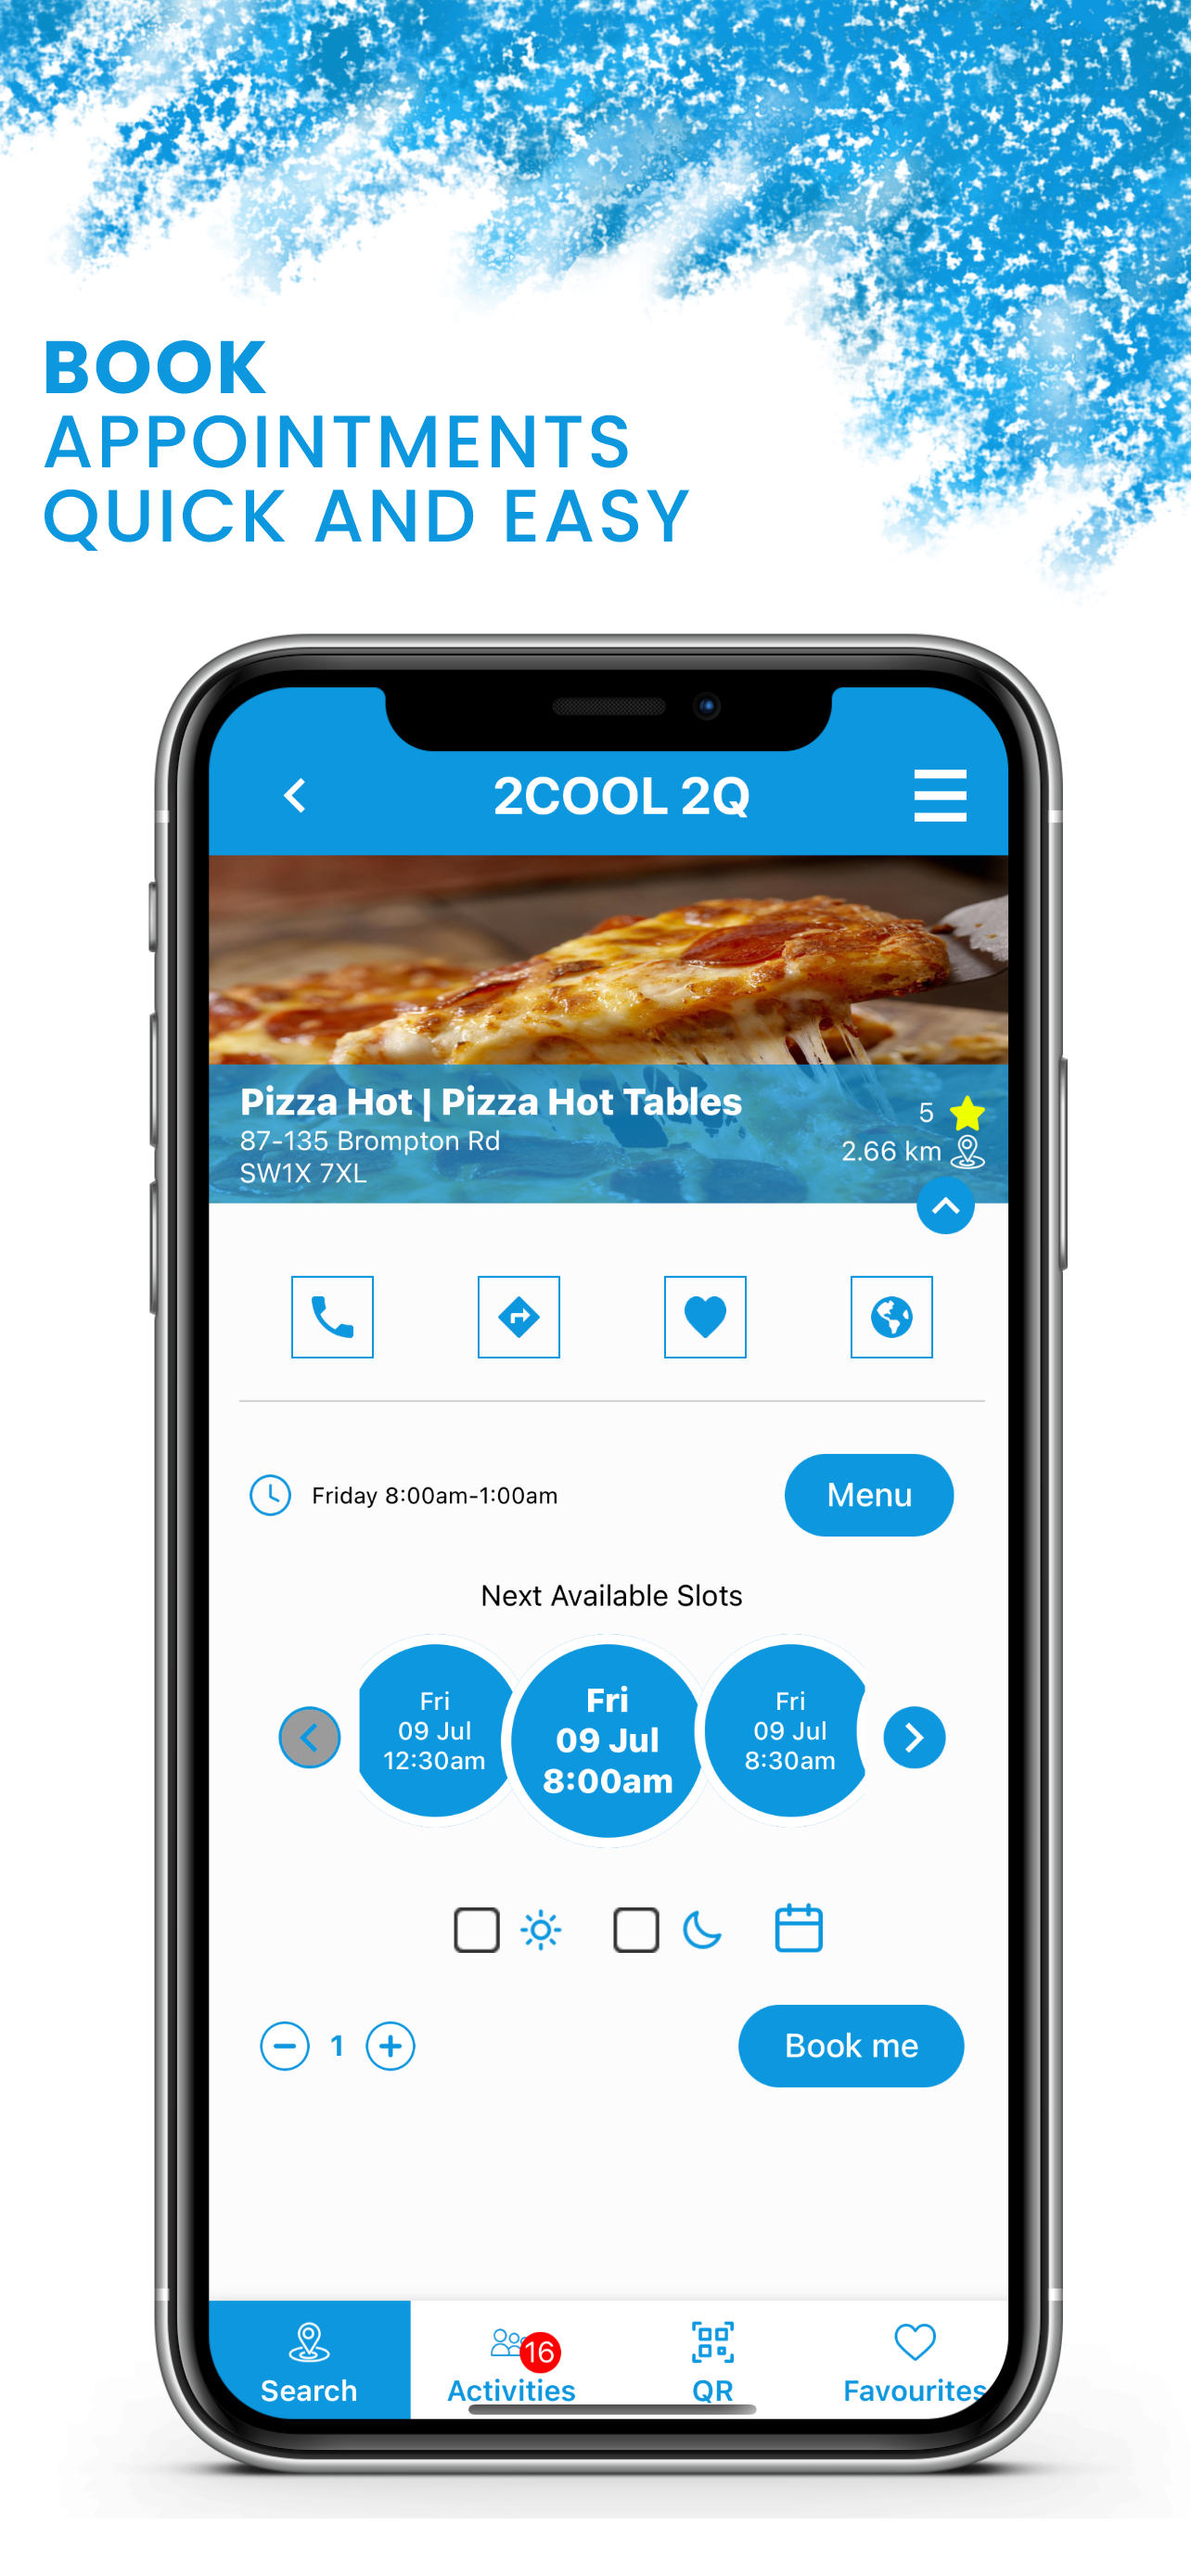 BOOK
APPOINTMENTS
QUICK AND EASY
2COOL 2Q
Pizza Hot | Pizza Hot Tables
87-135 Brompton Rd
SW1X 7XL
5
2.66 km
Friday 8:00am-1:00am
Menu
Next Available Slots
Fri
09 Jul
12:30am
Fri
09 Jul
8:00am
Fri
09 Jul
8:30am
1
Book me
Search
16
Activities
QR
Favourites